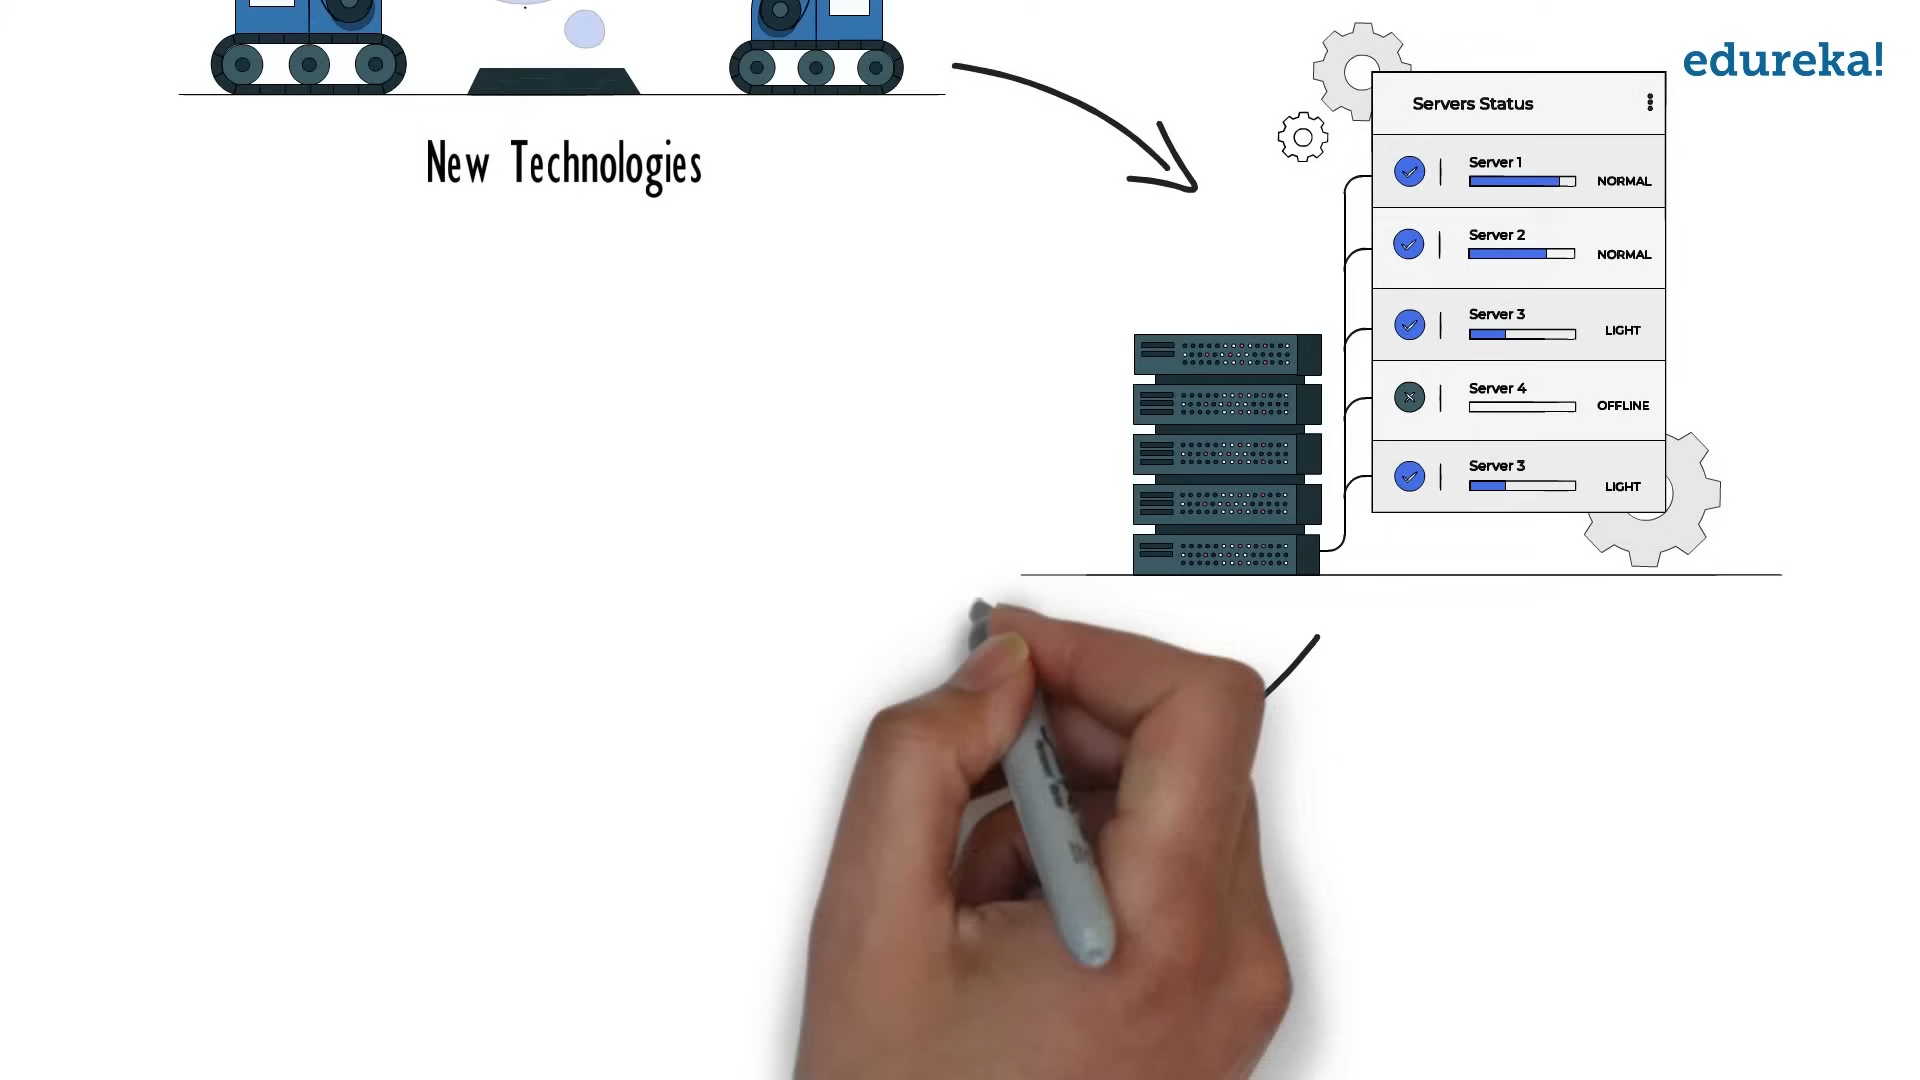 edureka!
Servers Status
New Technologies
Server 1
NORMAL
Server 2
NORMAL
Server 3
LIGHT
Server 4
OFFLINE
Server 3
LIGHT